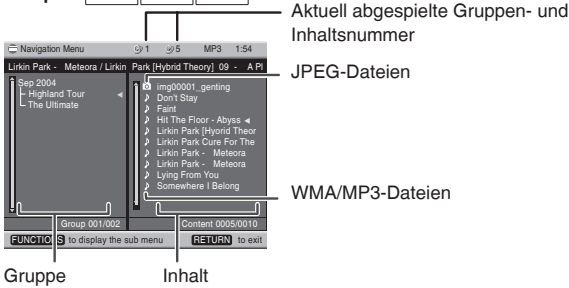 Aktuell abgespielte Gruppen- und
Inhaltsnummer
Navigation Menu 1 5 MP3 1:54
Lirkin Park - Meteora / Lirkin Park [Hybrid Theory] 09 - A Pl
JPEG-Dateien
Sep 2004
Highland Tour
The Ultimate
img00001_genting
Don't Stay
Faint
Hit The Floor - Abyss
Lirkin Park [Hyorid Theor
Lirkin Park Cure For The
Lirkin Park - Meteora
Lirkin Park - Meteora
Lying From You
Somewhere I Belong
WMA/MP3-Dateien
Group 001/002 Content 0005/0010
FUNCTIONS to display the sub menu RETURN to exit
Gruppe Inhalt